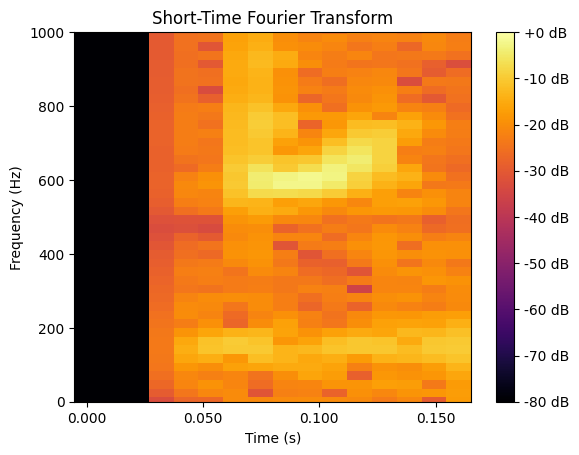 Short-Time Fourier Transform
Frequency (Hz)
1000
800
600
400
200
0
0.000
0.050
0.100
0.150
Time (s)
+0 dB
-10 dB
-20 dB
-30 dB
-40 dB
-50 dB
-60 dB
-70 dB
-80 dB